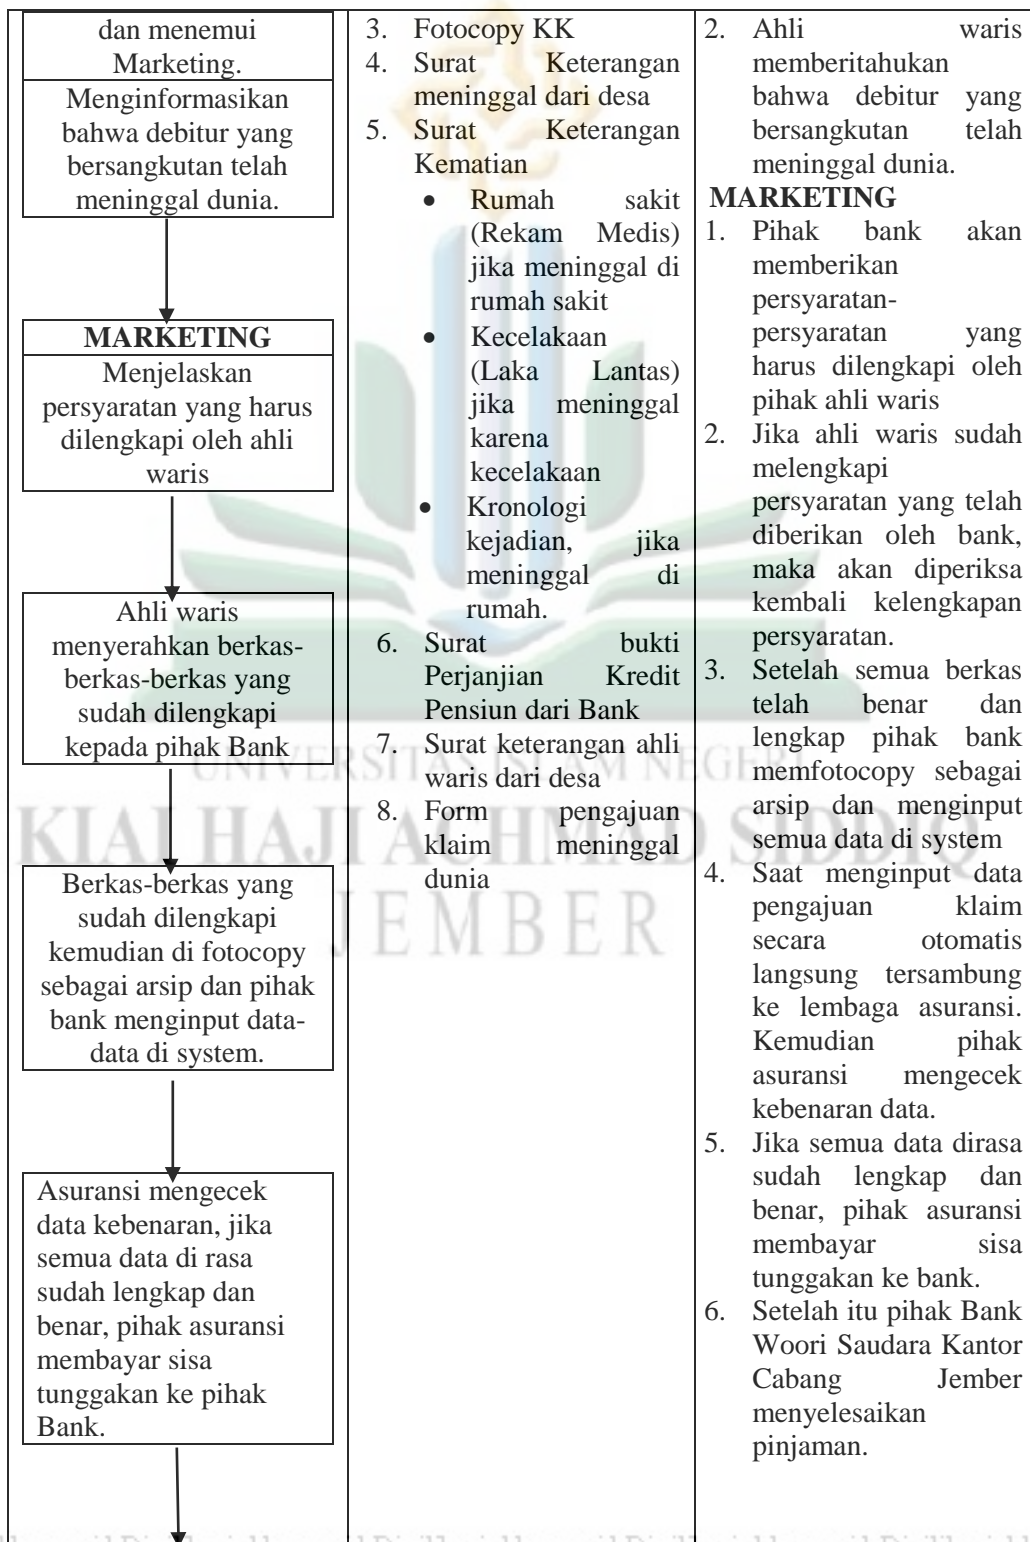 dan menemui
Marketing.
Menginformasikan
bahwa debitur yang
bersangkutan telah
meninggal dunia.
MARKETING
Menjelaskan
persyaratan yang harus
dilengkapi oleh ahli
waris
Ahli waris
menyerahkan berkas-
berkas-berkas yang
sudah dilengkapi
kepada pihak Bank
Berkas-berkas yang
sudah dilengkapi
kemudian di fotocopy
sebagai arsip dan pihak
bank menginput data-
data di system.
Asuransi mengecek
data kebenaran, jika
semua data di rasa
sudah lengkap dan
benar, pihak asuransi
membayar sisa
tunggakan ke pihak
Bank.
3. Fotocopy KK
4. Surat Keterangan
meninggal dari desa
5. Surat Keterangan
Kematian
• Rumah sakit
(Rekam Medis)
jika meninggal di
rumah sakit
• Kecelakaan
(Laka Lantas)
jika meninggal
karena
kecelakaan
• Kronologi
kejadian, jika
meninggal di
rumah.
6. Surat bukti
Perjanjian Kredit
Pensiun dari Bank
7. Surat keterangan ahli
waris dari desa
8. Form pengajuan
klaim meninggal
dunia
2. Ahli waris
memberitahukan
bahwa debitur yang
bersangkutan telah
meninggal dunia.
MARKETING
1. Pihak bank akan
memberikan
persyaratan-
persyaratan yang
harus dilengkapi oleh
pihak ahli waris
2. Jika ahli waris sudah
melengkapi
persyaratan yang telah
diberikan oleh bank,
maka akan diperiksa
kembali kelengkapan
persyaratan.
3. Setelah semua berkas
telah benar dan
lengkap pihak bank
memfotocopy sebagai
arsip dan menginput
semua data di system
4. Saat menginput data
pengajuan klaim
secara otomatis
langsung tersambung
ke lembaga asuransi.
Kemudian pihak
asuransi mengecek
kebenaran data.
5. Jika semua data dirasa
sudah lengkap dan
benar, pihak asuransi
membayar sisa
tunggakan ke bank.
6. Setelah itu pihak Bank
Woori Saudara Kantor
Cabang Jember
menyelesaikan
pinjaman.
UNIVERSITAS ISLAM NEGERI
KIAI HAJI ACHMAD SIDDIQ
JEMBER